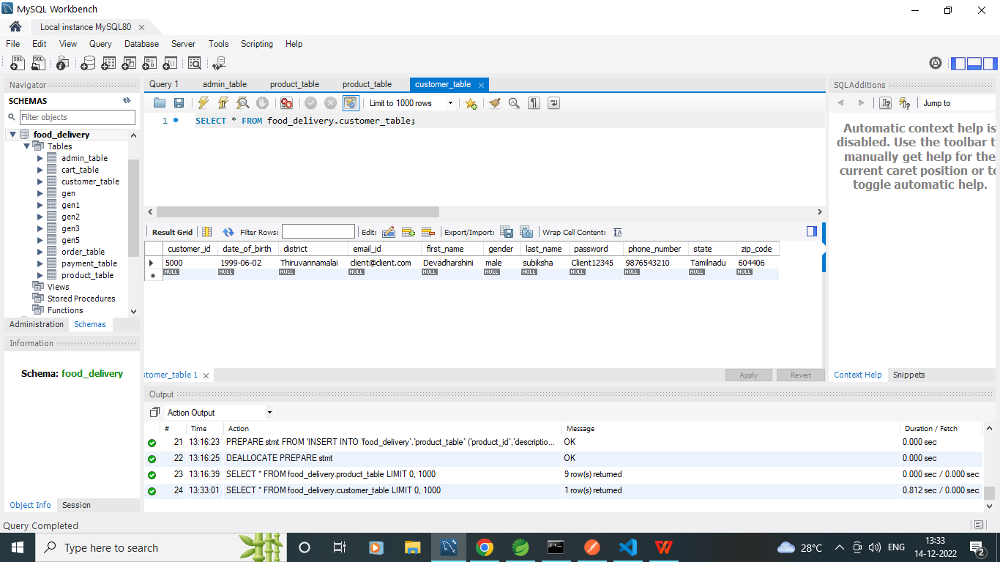 MySQL Workbench
Local instance MySQL80
File Edit View Query Database Server Tools Scripting Help
Navigator
SCHEMAS
Filter objects
food_delivery
Tables
admin_table
cart_table
customer_table
gen
gen1
gen2
gen3
gen5
order_table
payment_table
product_table
Views
Stored Procedures
Functions
Administration Schemas
Information
Schema: food_delivery
Object Info Session
Query 1 admin_table product_table product_table customer_table
Limit to 1000 rows
1 SELECT * FROM food_delivery.customer_table;
Result Grid Filter Rows: Edit: Export/Import: Wrap Cell Content:
customer_id date_of_birth district email_id first_name gender last_name password phone_number state zip_code
5000 1999-06-02 Thiruvannamalai client@client.com Devadharshini male subiksha Client12345 9876543210 Tamilnadu 604406
NULL NULL NULL NULL NULL NULL NULL NULL NULL NULL NULL
stomer_table 1 Apply Revert
SQLAdditions
Jump to
Automatic context help is
disabled. Use the toolbar t
manually get help for the
current caret position or to
toggle automatic help.
Context Help Snippets
Output
Action Output
# Time Action Message Duration / Fetch
21 13:16:23 PREPARE stmt FROM 'INSERT INTO `food_delivery`.`product_table` (`product_id`,`descriptio... OK 0.000 sec
22 13:16:25 DEALLOCATE PREPARE stmt OK 0.000 sec
23 13:16:39 SELECT * FROM food_delivery.product_table LIMIT 0, 1000 9 row(s) returned 0.000 sec / 0.000 sec
24 13:33:01 SELECT * FROM food_delivery.customer_table LIMIT 0, 1000 1 row(s) returned 0.812 sec / 0.000 sec
Query Completed
Type here to search
28°C ENG 13:33
14-12-2022
2